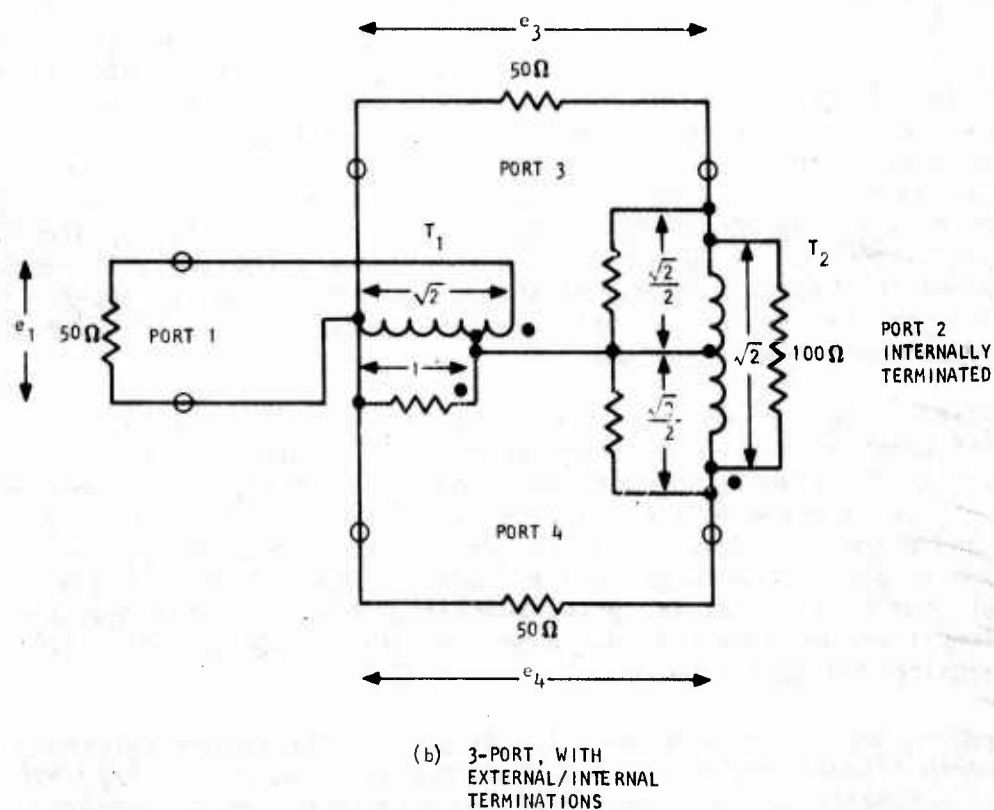 e3
50Ω
PORT 3
T1
T2
√2
√2/2
e1
50Ω
PORT 1
1
√2/2
√2
100Ω
PORT 2
INTERNALLY
TERMINATED
PORT 4
50Ω
e4
(b) 3-PORT, WITH
EXTERNAL/INTERNAL
TERMINATIONS